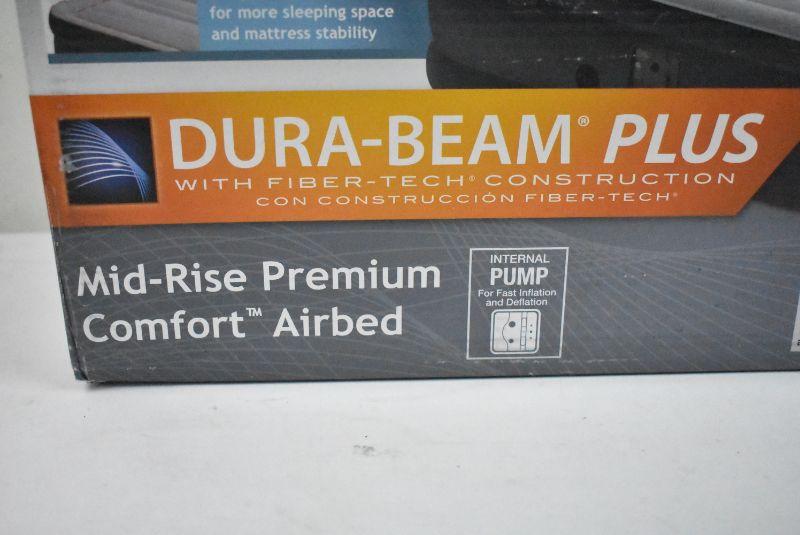 for more sleeping space
and mattress stability
DURA-BEAM® PLUS
WITH FIBER-TECH® CONSTRUCTION
CON CONSTRUCCIÓN FIBER-TECH®
Mid-Rise Premium
Comfort™ Airbed
INTERNAL
PUMP
For Fast Inflation
and Deflation